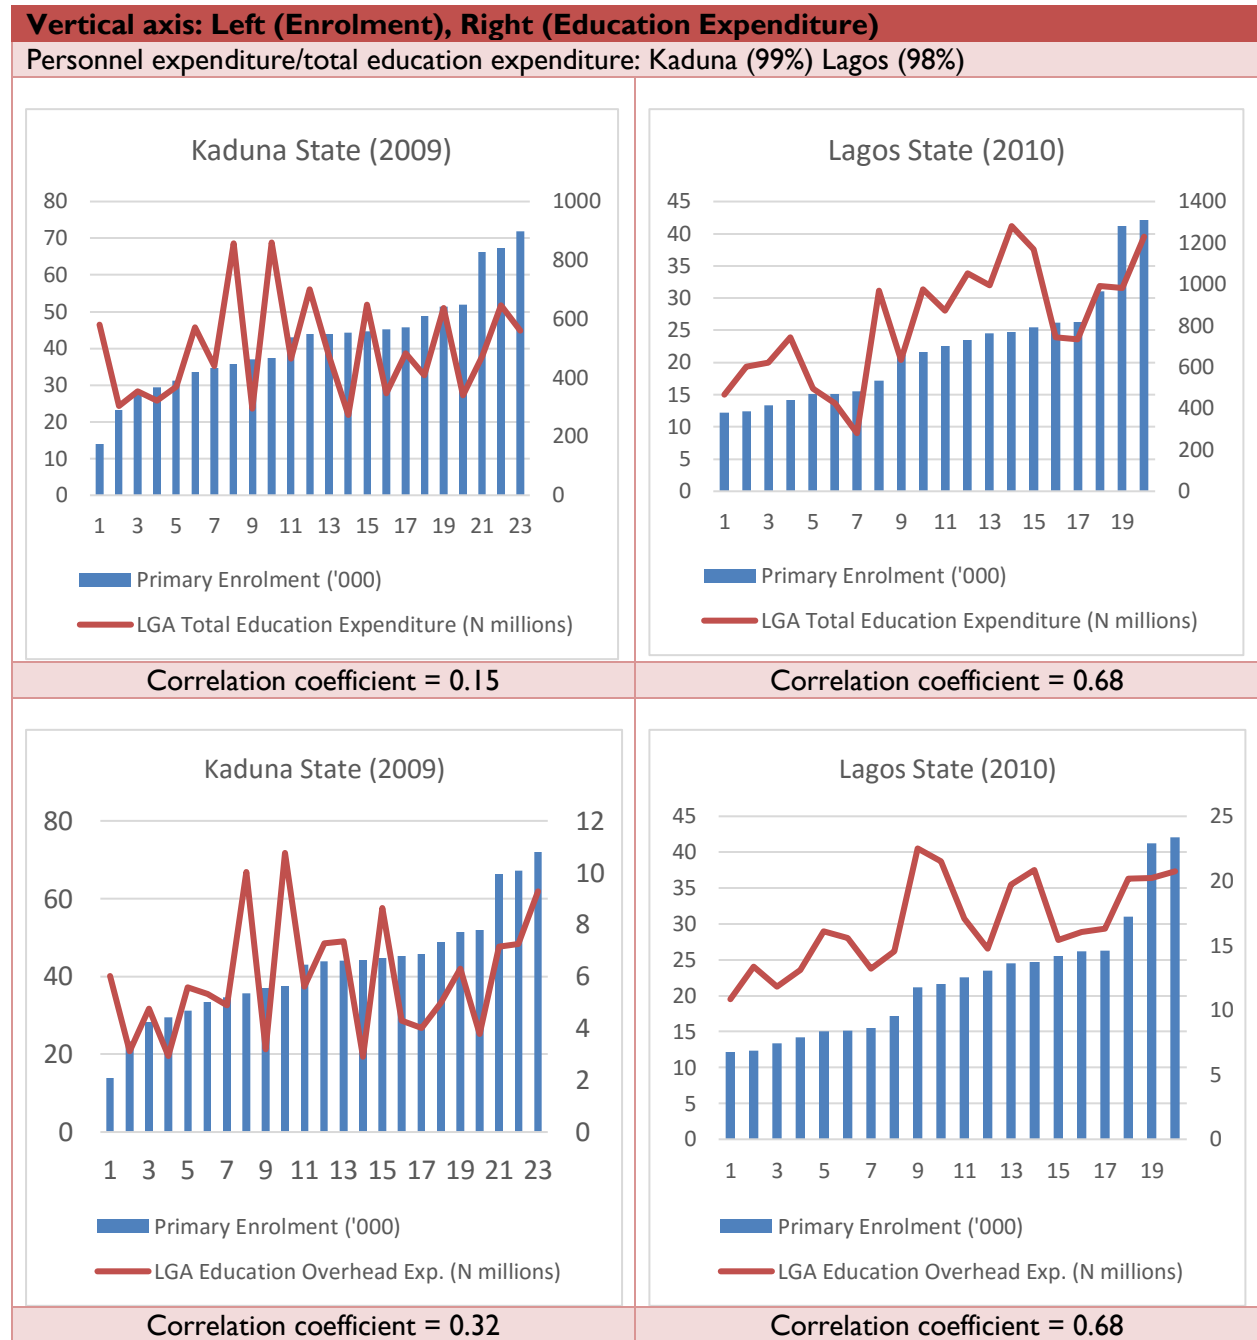 Vertical axis: Left (Enrolment), Right (Education Expenditure)
Personnel expenditure/total education expenditure: Kaduna (99%) Lagos (98%)
Kaduna State (2009)
80
70
60
50
40
30
20
10
0
1000
800
600
400
200
0
1 3 5 7 9 11 13 15 17 19 21 23
Primary Enrolment ('000)
LGA Total Education Expenditure (N millions)
Lagos State (2010)
45
40
35
30
25
20
15
10
5
0
1400
1200
1000
800
600
400
200
0
1 3 5 7 9 11 13 15 17 19
Primary Enrolment ('000)
LGA Total Education Expenditure (N millions)
Correlation coefficient = 0.15
Correlation coefficient = 0.68
Kaduna State (2009)
80
60
40
20
0
12
10
8
6
4
2
0
1 3 5 7 9 11 13 15 17 19 21 23
Primary Enrolment ('000)
LGA Education Overhead Exp. (N millions)
Lagos State (2010)
45
40
35
30
25
20
15
10
5
0
25
20
15
10
5
0
1 3 5 7 9 11 13 15 17 19
Primary Enrolment ('000)
LGA Education Overhead Exp. (N millions)
Correlation coefficient = 0.32
Correlation coefficient = 0.68